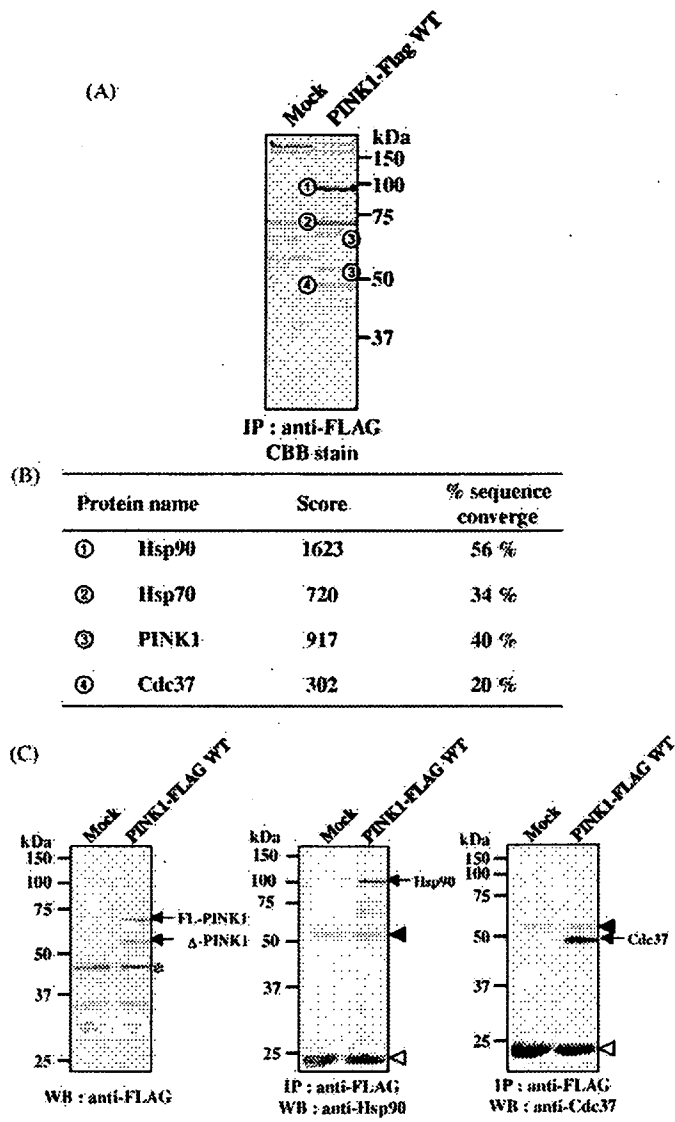 (A)
Mock PINK1-Flag WT
kDa
150
100
75
50
37
① ② ③ ③ ④
IP : anti-FLAG
CBB stain
(B)
Protein name Score % sequence converge
① Hsp90 1623 56 %
② Hsp70 720 34 %
③ PINK1 917 40 %
④ Cdc37 302 20 %
(C)
Mock PINK1-FLAG WT
kDa
150
100
75
50
37
25
FL-PINK1
Δ-PINK1
*
WB : anti-FLAG
Mock PINK1-FLAG WT
kDa
150
100
75
50
37
25
Hsp90
IP : anti-FLAG
WB : anti-Hsp90
Mock PINK1-FLAG WT
kDa
150
100
75
50
37
25
Cdc37
IP : anti-FLAG
WB : anti-Cdc37